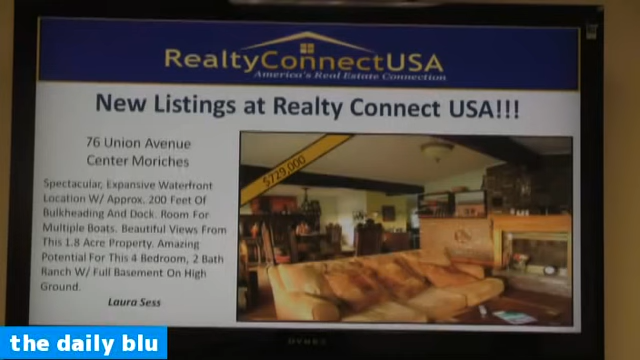 RealtyConnectUSA
America's Real Estate Connection
New Listings at Realty Connect USA!!!
76 Union Avenue
Center Moriches
Spectacular, Expansive Waterfront
Location W/ Approx. 200 Feet Of
Bulkheading And Dock. Room For
Multiple Boats. Beautiful Views From
This 1.8 Acre Property. Amazing
Potential For This 4 Bedroom, 2 Bath
Ranch W/ Full Basement On High
Ground.
Laura Sess
$729,000
the daily blu